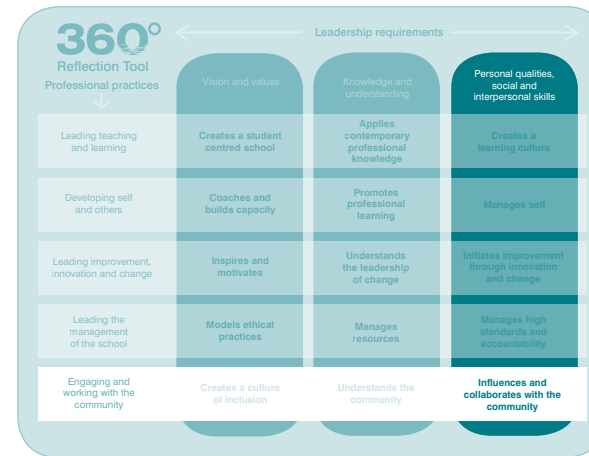 360°
Reflection Tool
Professional practices
Leadership requirements
Vision and values
Knowledge and
understanding
Personal qualities,
social and
interpersonal skills
Leading teaching
and learning
Creates a student
centred school
Applies
contemporary
professional
knowledge
Creates a
learning culture
Developing self
and others
Coaches and
builds capacity
Promotes
professional
learning
Manages self
Leading improvement,
innovation and change
Inspires and
motivates
Understands
the leadership
of change
Initiates improvement
through innovation
and change
Leading the
management
of the school
Models ethical
practices
Manages
resources
Manages high
standards and
accountability
Engaging and
working with the
community
Creates a culture
of inclusion
Understands the
community
Influences and
collaborates with the
community